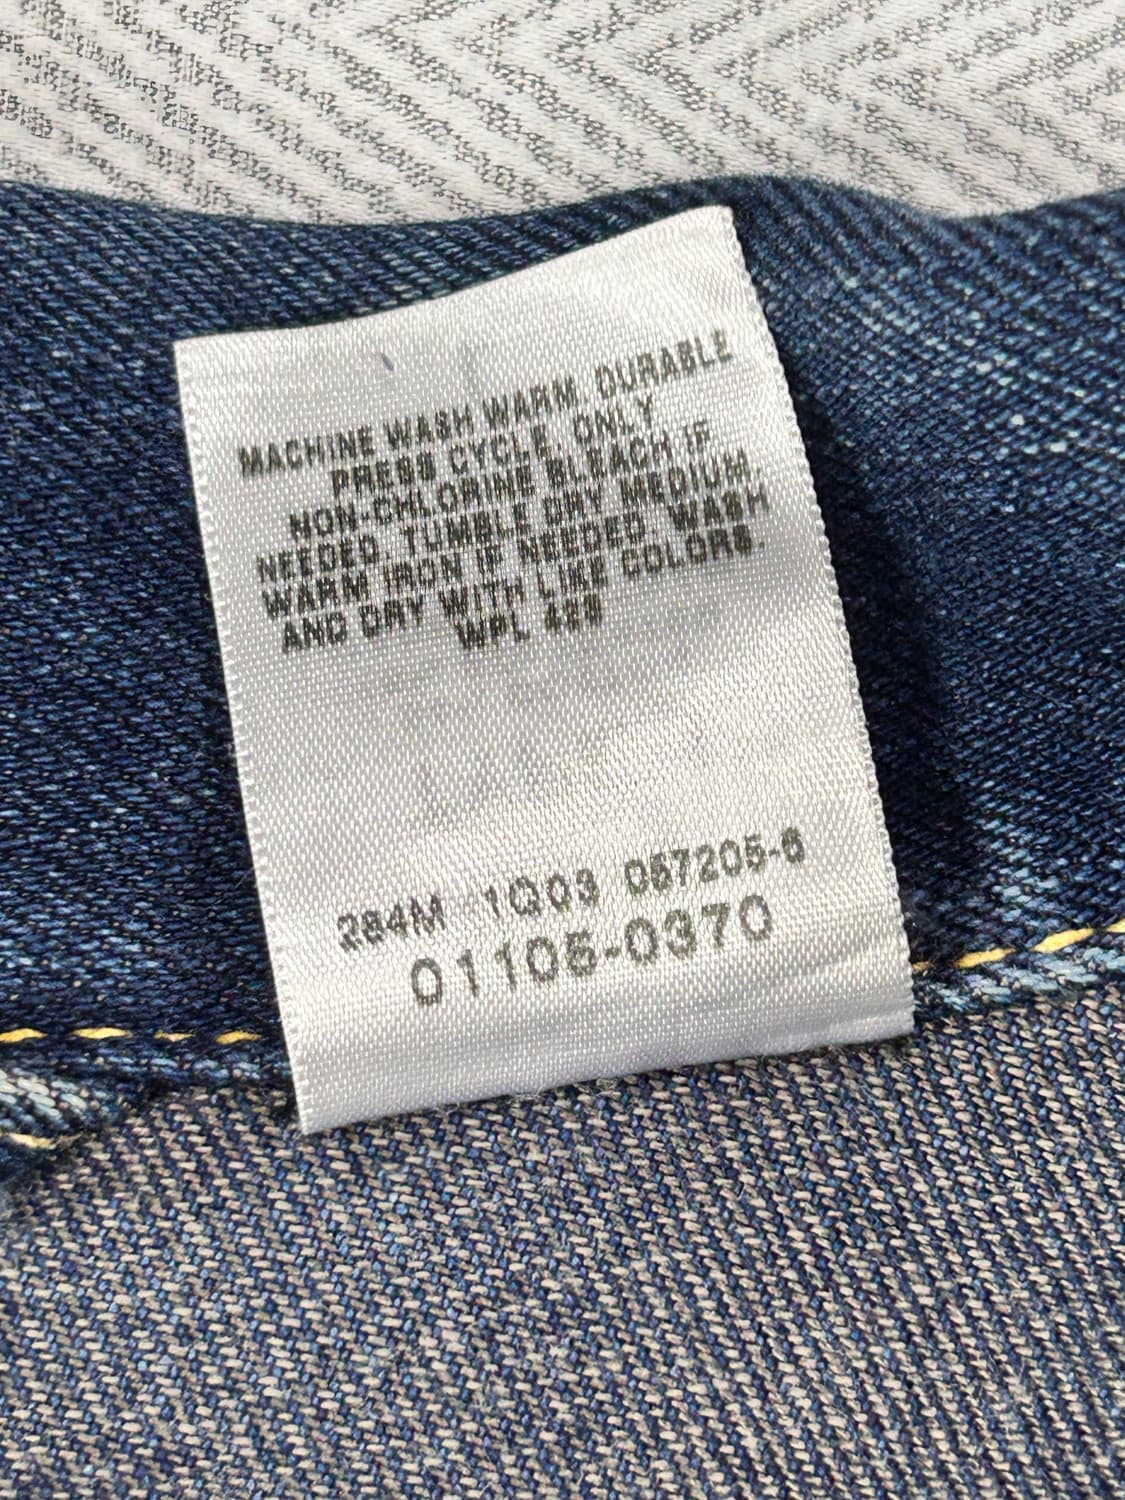 MACHINE WASH WARM, DURABLE
PRESS CYCLE. ONLY
NON-CHLORINE BLEACH IF
NEEDED. TUMBLE DRY MEDIUM.
WARM IRON IF NEEDED. WASH
AND DRY WITH LIKE COLORS.
WPL 423
284M 1Q03 057205-6
01105-0370